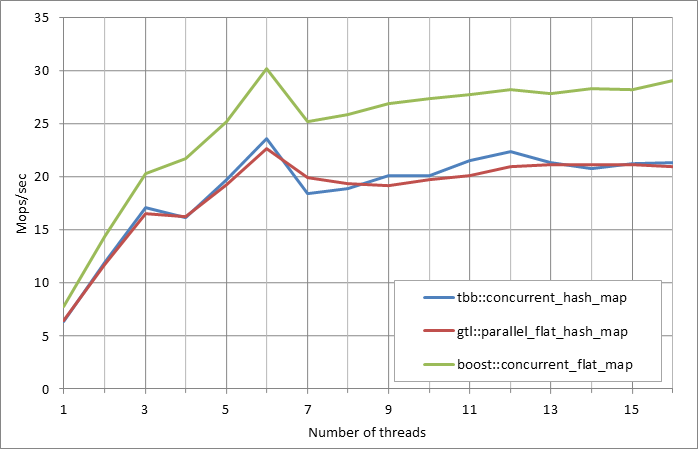 35
30
25
20
15
10
5
0
Mops/sec
tbb::concurrent_hash_map
gtl::parallel_flat_hash_map
boost::concurrent_flat_map
1 3 5 7 9 11 13 15
Number of threads